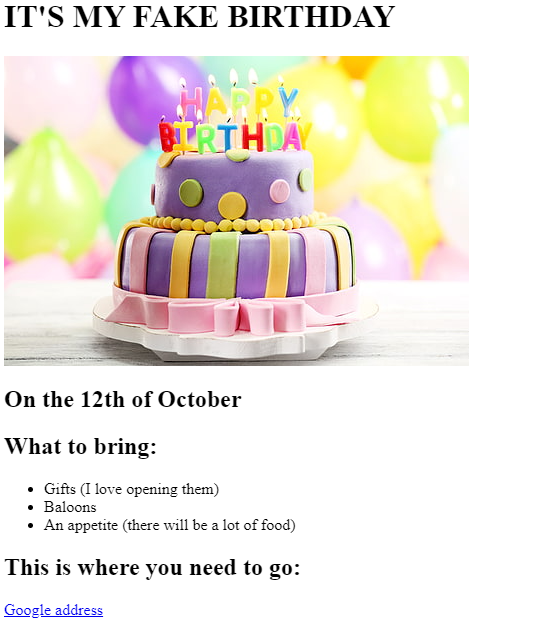 IT'S MY FAKE BIRTHDAY
HAPPY
BIRTHDAY
On the 12th of October
What to bring:
Gifts (I love opening them)
Baloons
An appetite (there will be a lot of food)
This is where you need to go:
Google address